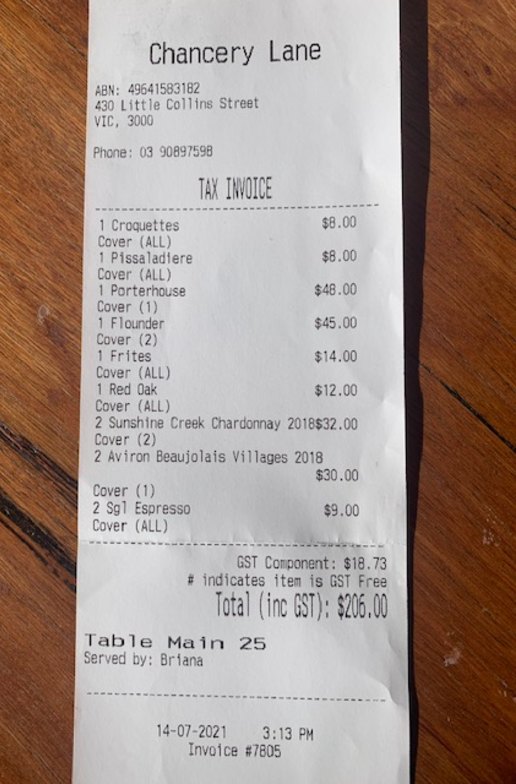 Chancery Lane
ABN: 49641583182
430 Little Collins Street
VIC, 3000
Phone: 03 90897598
TAX INVOICE
1 Croquettes $8.00
Cover (ALL)
1 Pissaladiere $8.00
Cover (ALL)
1 Porterhouse $48.00
Cover (1)
1 Flounder $45.00
Cover (2)
1 Frites $14.00
Cover (ALL)
1 Red Oak $12.00
Cover (ALL)
2 Sunshine Creek Chardonnay 2018$32.00
Cover (2)
2 Aviron Beaujolais Villages 2018
$30.00
Cover (1)
2 Sgl Espresso $9.00
Cover (ALL)
GST Component: $18.73
# indicates item is GST Free
Total (inc GST): $206.00
Table Main 25
Served by: Briana
14-07-2021 3:13 PM
Invoice #7805